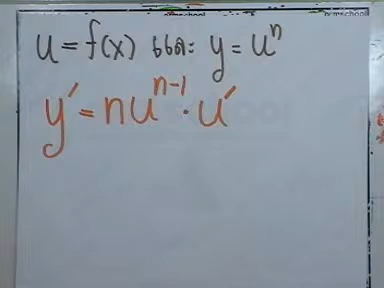 u = f(x) และ y = uⁿ
y′ = nuⁿ⁻¹ · u′